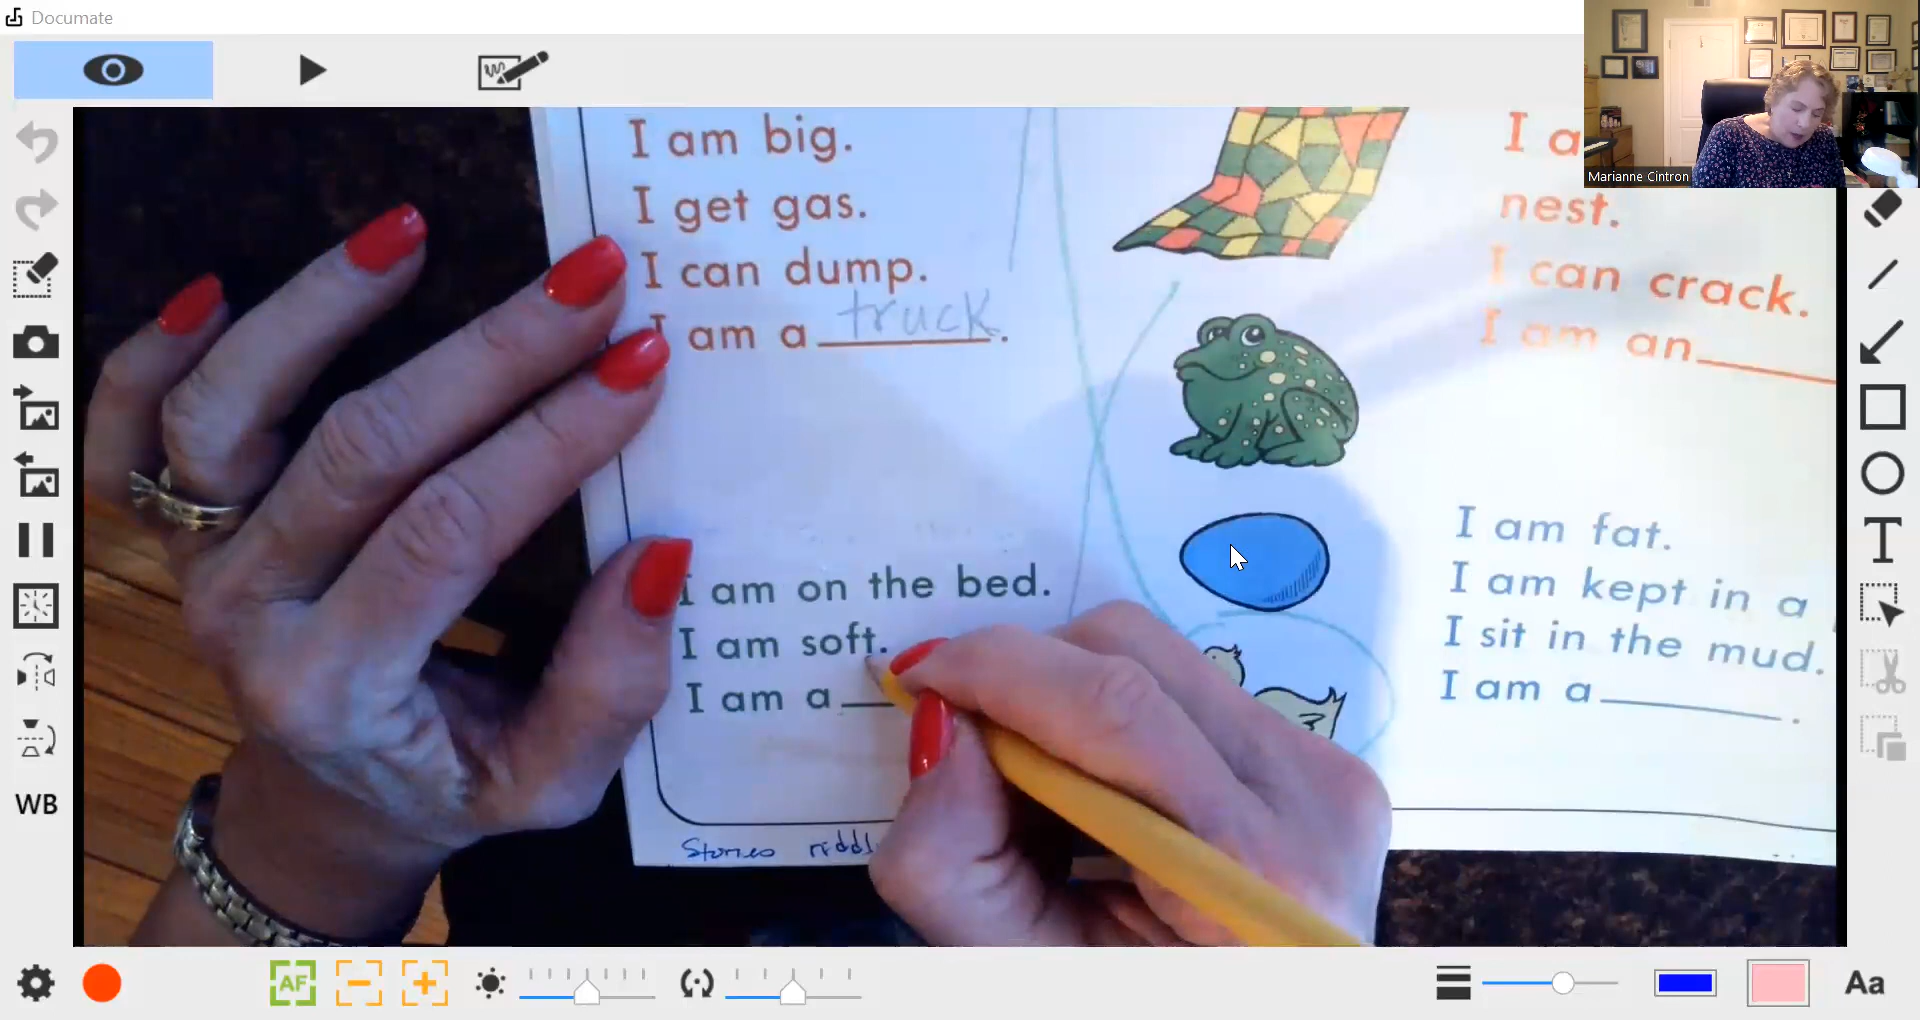 Documate
Marianne Cintron
I am big.
I get gas.
I can dump.
I am a truck.
I am on the bed.
I am soft.
I am a
Stories
I a
nest.
I can crack.
I am an
I am fat.
I am kept in a
I sit in the mud.
I am a .
WB
AF
T
Aa